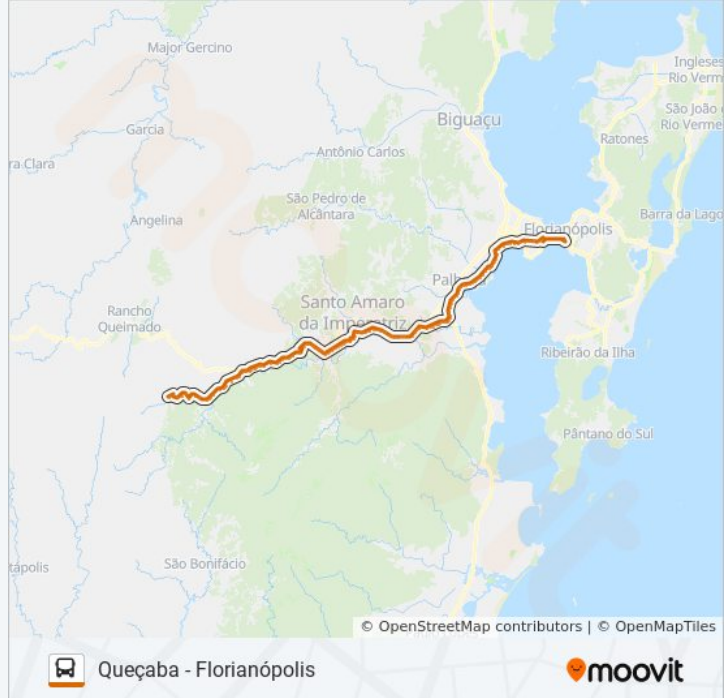 Major Gercino
Ingleses
Rio Verm
São João
Rio Verme
Biguaçu
Garcia
Ratones
Antônio Carlos
ra Clara
São Pedro de
Alcântara
Angelina
Barra da Lago
Florianópolis
Palh
Santo Amaro
da Imperatriz
Rancho
Queimado
Ribeirão da Ilha
Pântano do Sul
São Bonifácio
tápolis
© OpenStreetMap contributors | © OpenMapTiles
Queçaba - Florianópolis
moovit